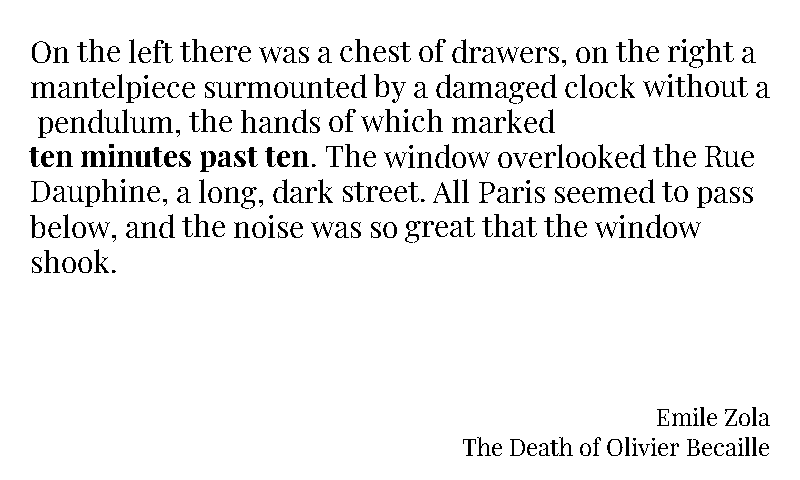 On the left there was a chest of drawers, on the right a
mantelpiece surmounted by a damaged clock without a
pendulum, the hands of which marked
ten minutes past ten. The window overlooked the Rue
Dauphine, a long, dark street. All Paris seemed to pass
below, and the noise was so great that the window
shook.
Emile Zola
The Death of Olivier Becaille